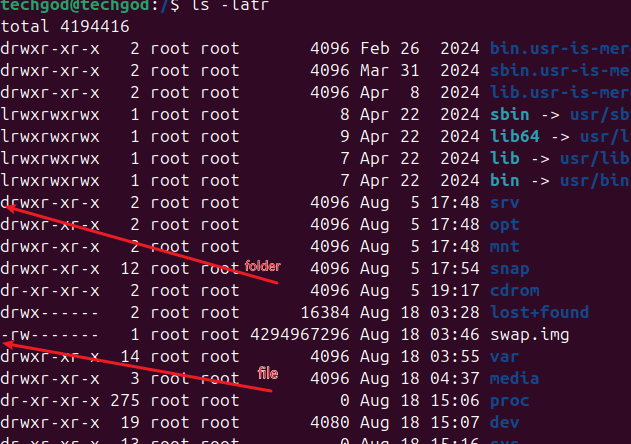 techgod@techgod:/$ ls -latr
total 4194416
drwxr-xr-x   2 root root       4096 Feb 26  2024 bin.usr-is-mer
drwxr-xr-x   2 root root       4096 Mar 31  2024 sbin.usr-is-me
drwxr-xr-x   2 root root       4096 Apr  8  2024 lib.usr-is-mer
lrwxrwxrwx   1 root root          8 Apr 22  2024 sbin -> usr/sb
lrwxrwxrwx   1 root root          9 Apr 22  2024 lib64 -> usr/l
lrwxrwxrwx   1 root root          7 Apr 22  2024 lib -> usr/lib
lrwxrwxrwx   1 root root          7 Apr 22  2024 bin -> usr/bin
drwxr-xr-x   2 root root       4096 Aug  5 17:48 srv
drwxr-xr-x   2 root root       4096 Aug  5 17:48 opt
drwxr-xr-x   2 root root       4096 Aug  5 17:48 mnt
drwxr-xr-x  12 root root       4096 Aug  5 17:54 snap
folder
dr-xr-xr-x   2 root root       4096 Aug  5 19:17 cdrom
drwx------   2 root root      16384 Aug 18 03:28 lost+found
-rw-------   1 root root 4294967296 Aug 18 03:46 swap.img
drwxr-xr-x  14 root root       4096 Aug 18 03:55 var
drwxr-xr-x   3 root root       4096 Aug 18 04:37 media
file
dr-xr-xr-x 275 root root          0 Aug 18 15:06 proc
drwxr-xr-x  19 root root       4080 Aug 18 15:07 dev
dr-xr-xr-x  13 root root          0 Aug 18 15:16 sys